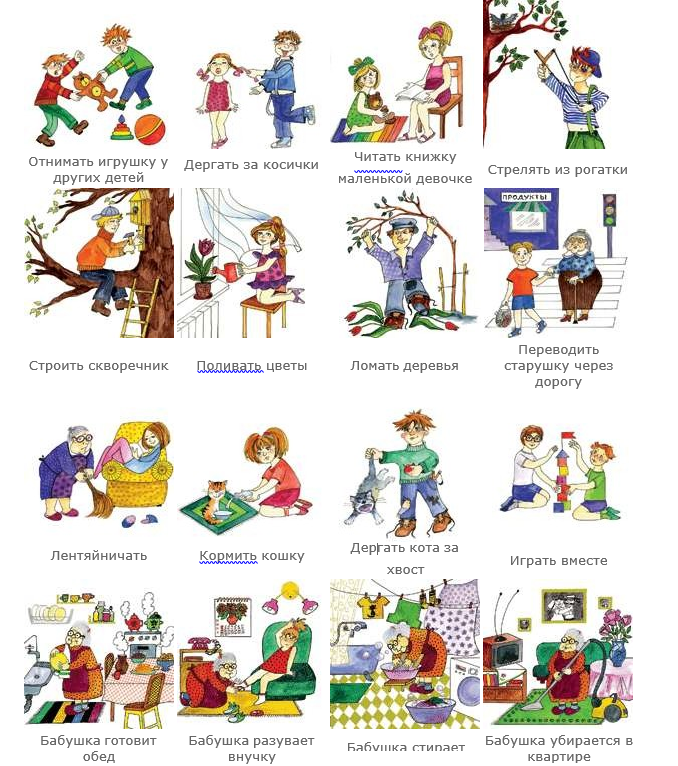 Отнимать игрушку у
других детей
Дергать за косички
Читать книжку
маленькой девочке
Стрелять из рогатки
ПРОДУКТЫ
Строить скворечник
Поливать цветы
Ломать деревья
Переводить
старушку через
дорогу
Лентяйничать
Кормить кошку
Дергать кота за
хвост
Играть вместе
Бабушка готовит
обед
Бабушка разувает
внучку
Бабушка стирает
Бабушка убирается в
квартире